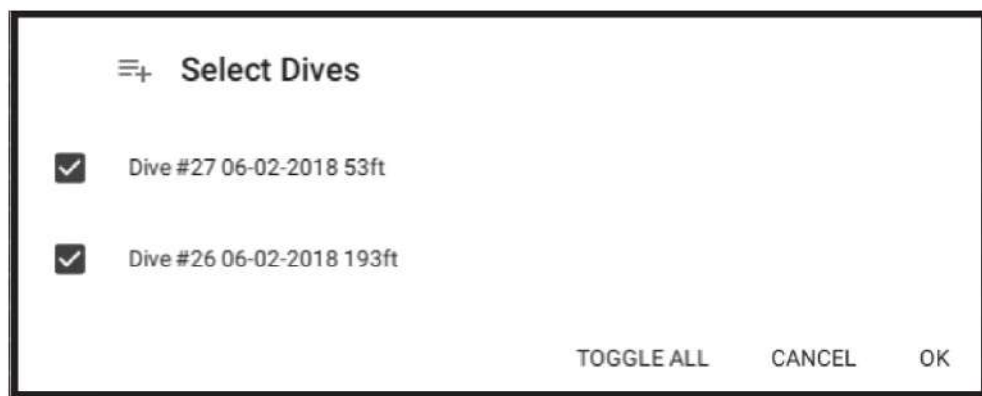 Select Dives
Dive #27 06-02-2018 53ft
Dive #26 06-02-2018 193ft
TOGGLE ALL CANCEL OK